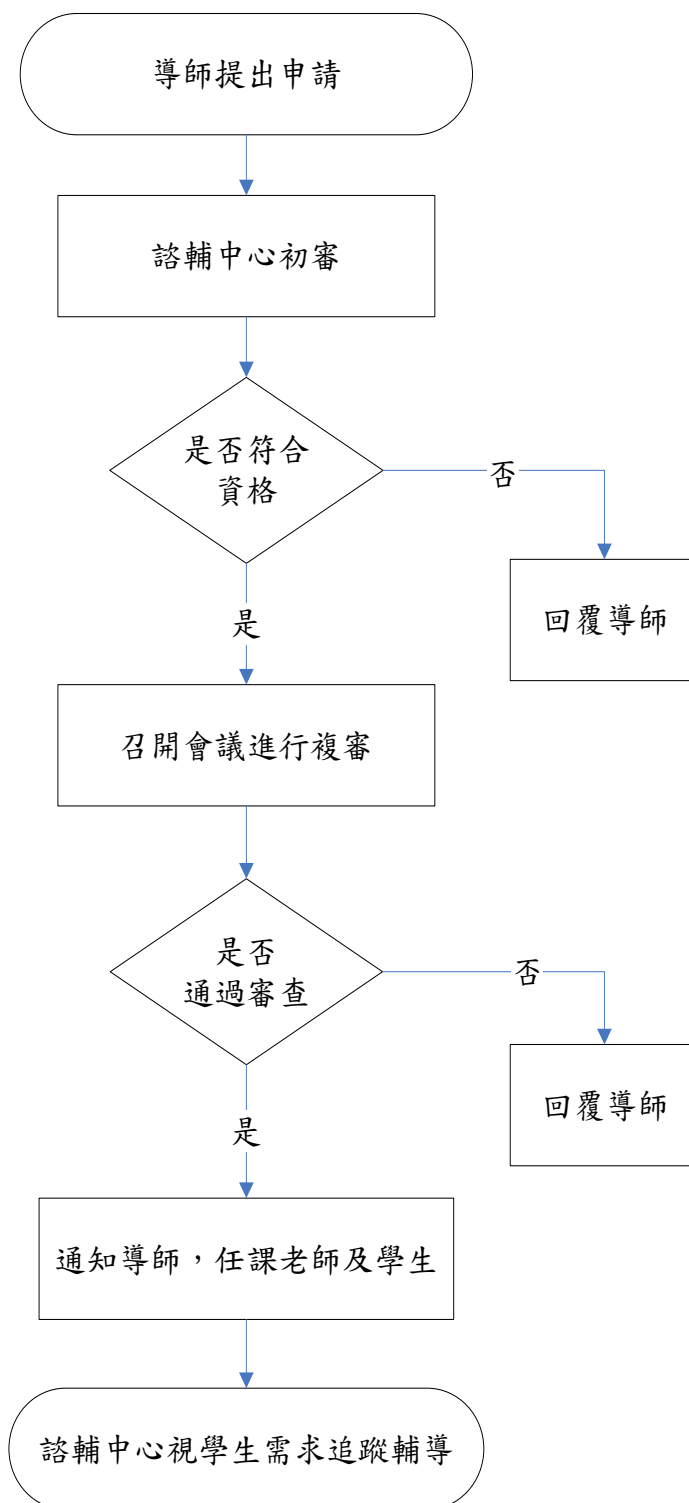 導師提出申請
諮輔中心初審
是否符合
資格
否
回覆導師
是
召開會議進行複審
是否
通過審查
否
回覆導師
是
通知導師，任課老師及學生
諮輔中心視學生需求追蹤輔導